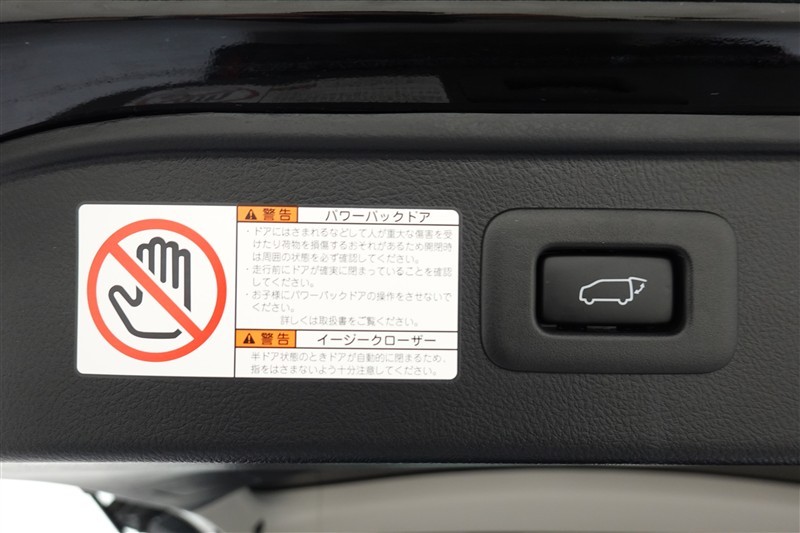 警告 パワーバックドア
・ドアにはさまれるなどして人が重大な傷害を受
けたり荷物を損傷するおそれがあるため開閉時
は周囲の状態を必ず確認してください。
・走行前にドアが確実に閉まっていることを確認
してください。
・お子様にパワーバックドアの操作をさせないで
ください。
詳しくは取扱書をご覧ください。
警告 イージークローザー
半ドア状態のときドアが自動的に閉まるため、
指をはさまないよう十分注意してください。